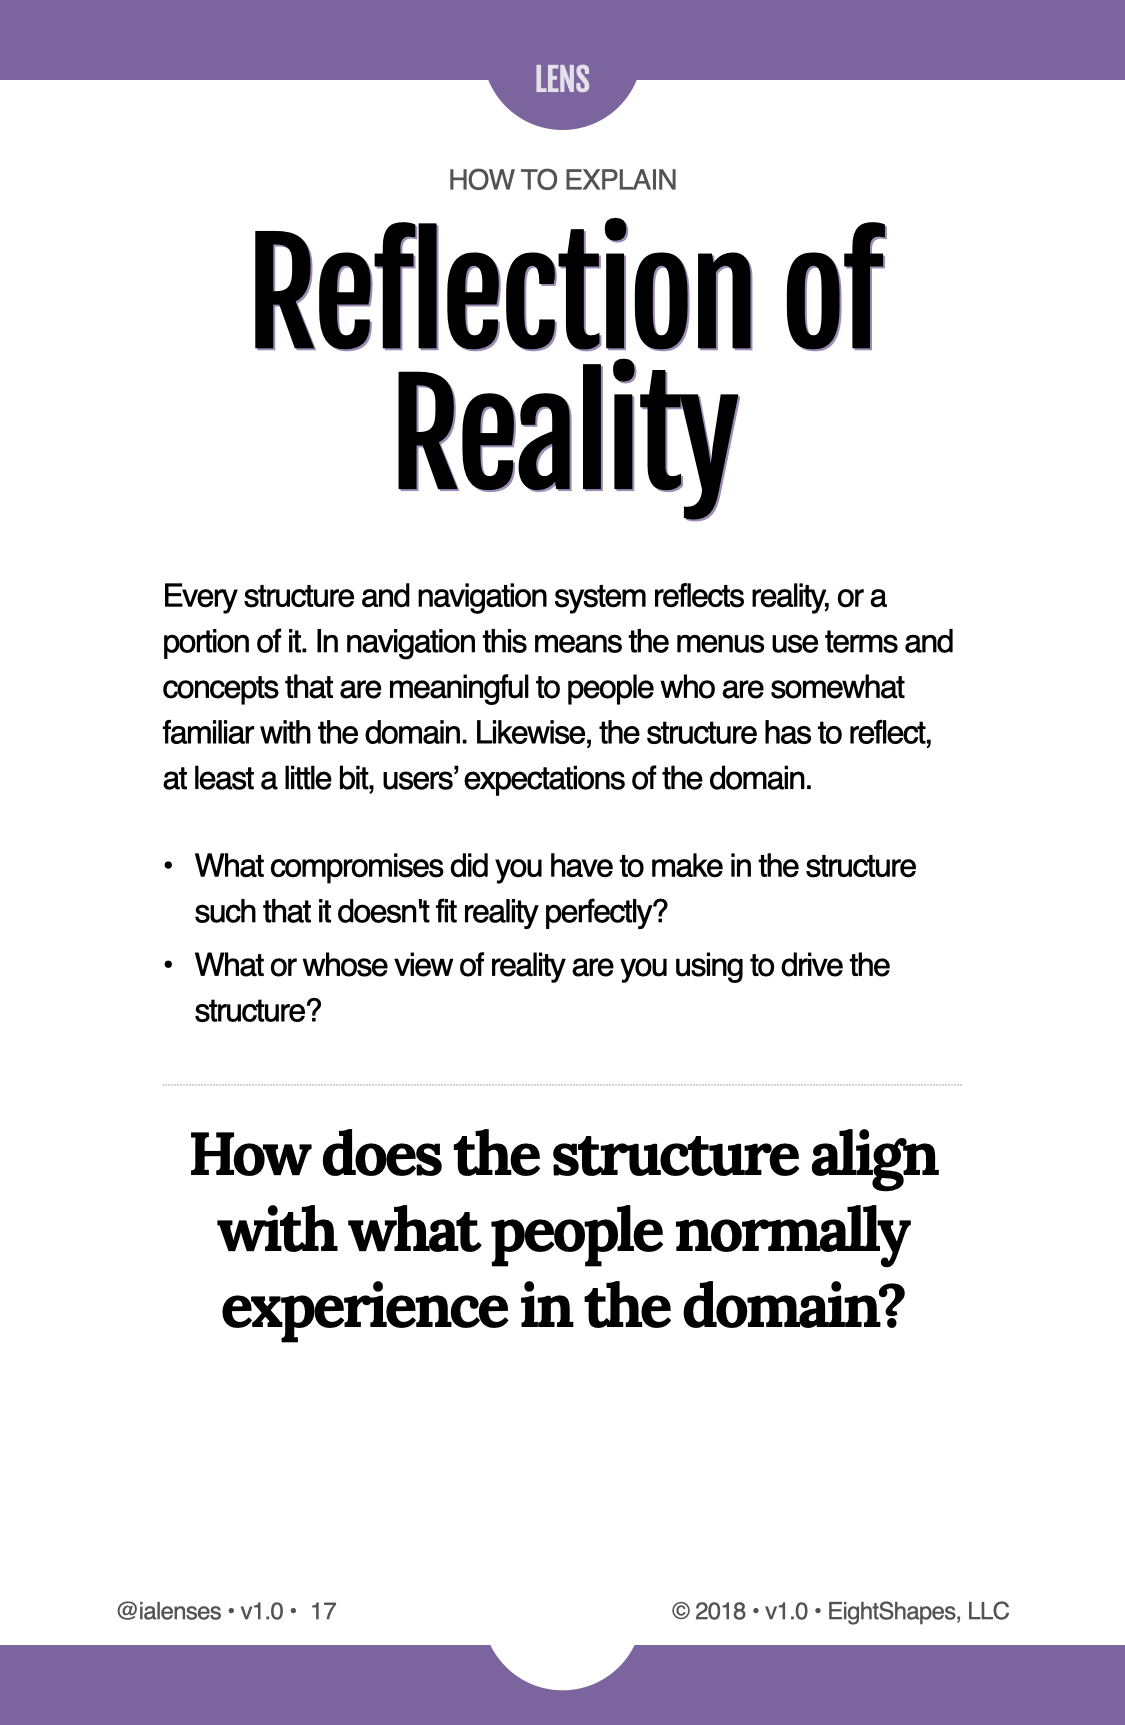 LENS
HOW TO EXPLAIN
Reflection of
Reality
Every structure and navigation system reflects reality, or a
portion of it. In navigation this means the menus use terms and
concepts that are meaningful to people who are somewhat
familiar with the domain. Likewise, the structure has to reflect,
at least a little bit, users’ expectations of the domain.
• What compromises did you have to make in the structure
such that it doesn't fit reality perfectly?
• What or whose view of reality are you using to drive the
structure?
How does the structure align
with what people normally
experience in the domain?
@ialenses • v1.0 • 17
© 2018 • v1.0 • EightShapes, LLC